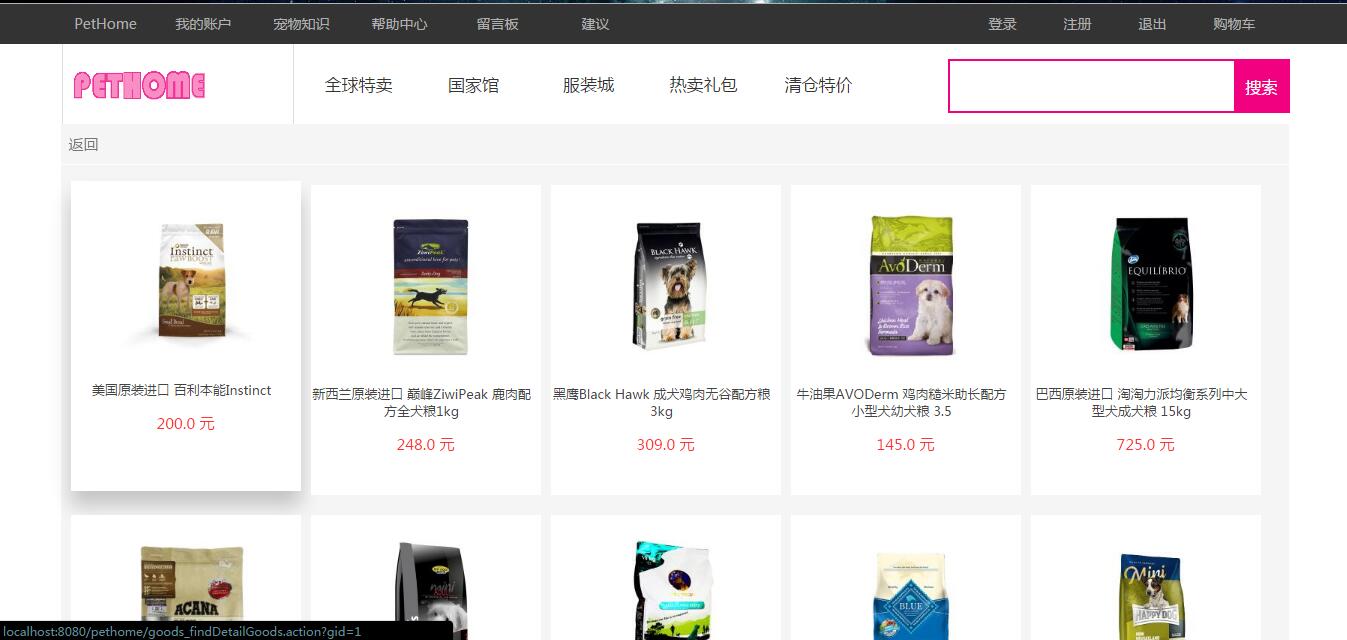 PetHome 我的账户 宠物知识 帮助中心 留言板 建议 登录 注册 退出 购物车
PETHOME 全球特卖 国家馆 服装城 热卖礼包 清仓特价 搜索
返回
Instinct
RAW BOOST
ZiwiPeak
BLACK HAWK
grain free
AvoDerm
EQUILÍBRIO
美国原装进口 百利本能Instinct
200.0 元
新西兰原装进口 巅峰ZiwiPeak 鹿肉配
方全犬粮1kg
248.0 元
黑鹰Black Hawk 成犬鸡肉无谷配方粮
3kg
309.0 元
牛油果AVODerm 鸡肉糙米助长配方
小型犬幼犬粮 3.5
145.0 元
巴西原装进口 淘淘力派均衡系列中大
型犬成犬粮 15kg
725.0 元
ACANA
mini
BLUE
Mini
HAPPY DOG
localhost:8080/pethome/goods_findDetailGoods.action?gid=1